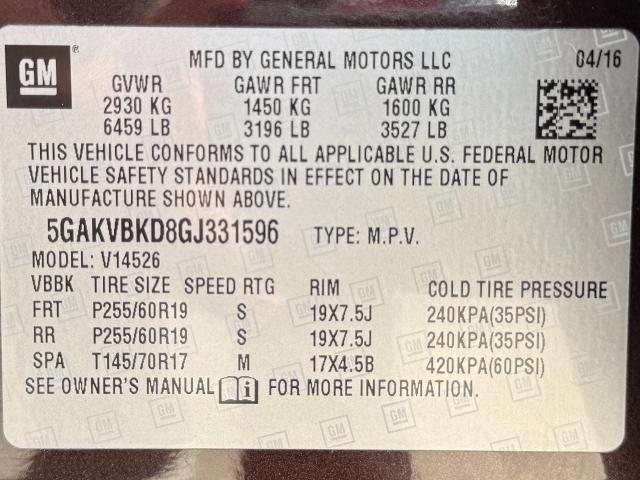 GM ® MFD BY GENERAL MOTORS LLC 04/16
GVWR GAWR FRT GAWR RR
2930 KG 1450 KG 1600 KG
6459 LB 3196 LB 3527 LB
THIS VEHICLE CONFORMS TO ALL APPLICABLE U.S. FEDERAL MOTOR
VEHICLE SAFETY STANDARDS IN EFFECT ON THE DATE OF
MANUFACTURE SHOWN ABOVE.
5GAKVBKD8GJ331596 TYPE: M.P.V.
MODEL: V14526
VBBK TIRE SIZE SPEED RTG RIM COLD TIRE PRESSURE
FRT P255/60R19 S 19X7.5J 240KPA(35PSI)
RR P255/60R19 S 19X7.5J 240KPA(35PSI)
SPA T145/70R17 M 17X4.5B 420KPA(60PSI)
SEE OWNER'S MANUAL i FOR MORE INFORMATION.